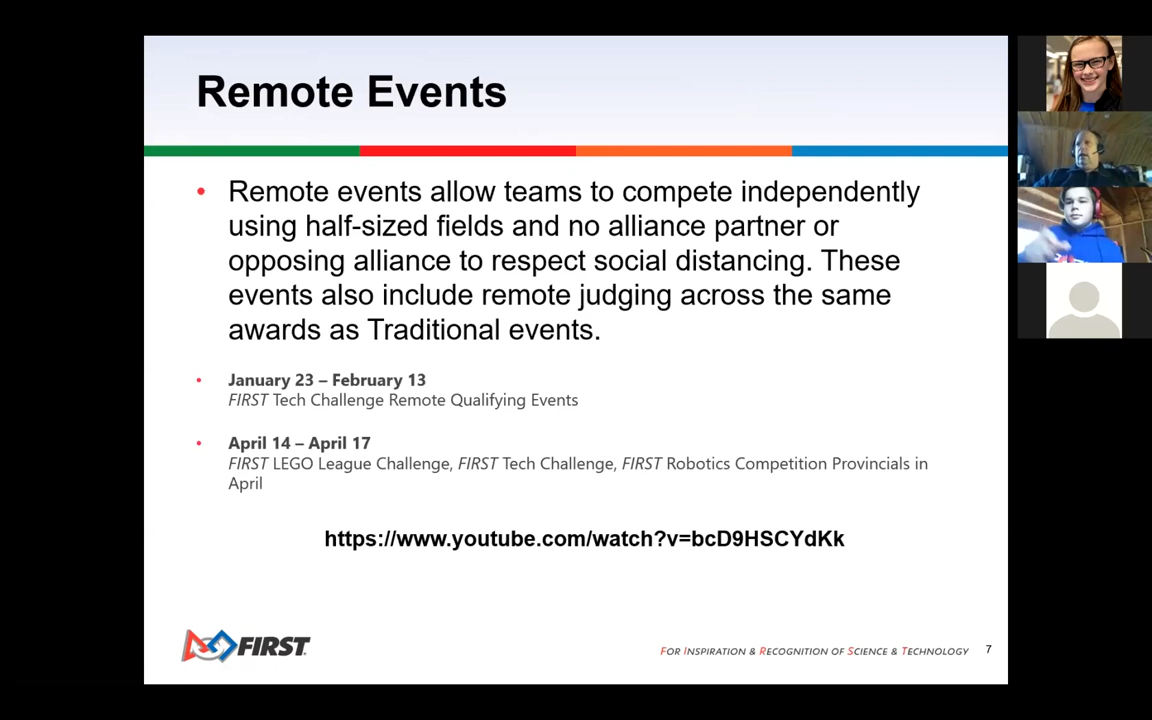 Remote Events
• Remote events allow teams to compete independently
using half-sized fields and no alliance partner or
opposing alliance to respect social distancing. These
events also include remote judging across the same
awards as Traditional events.
• January 23 – February 13
FIRST Tech Challenge Remote Qualifying Events
• April 14 – April 17
FIRST LEGO League Challenge, FIRST Tech Challenge, FIRST Robotics Competition Provincials in
April
https://www.youtube.com/watch?v=bcD9HSCYdKk
FIRST
FOR INSPIRATION & RECOGNITION OF SCIENCE & TECHNOLOGY 7